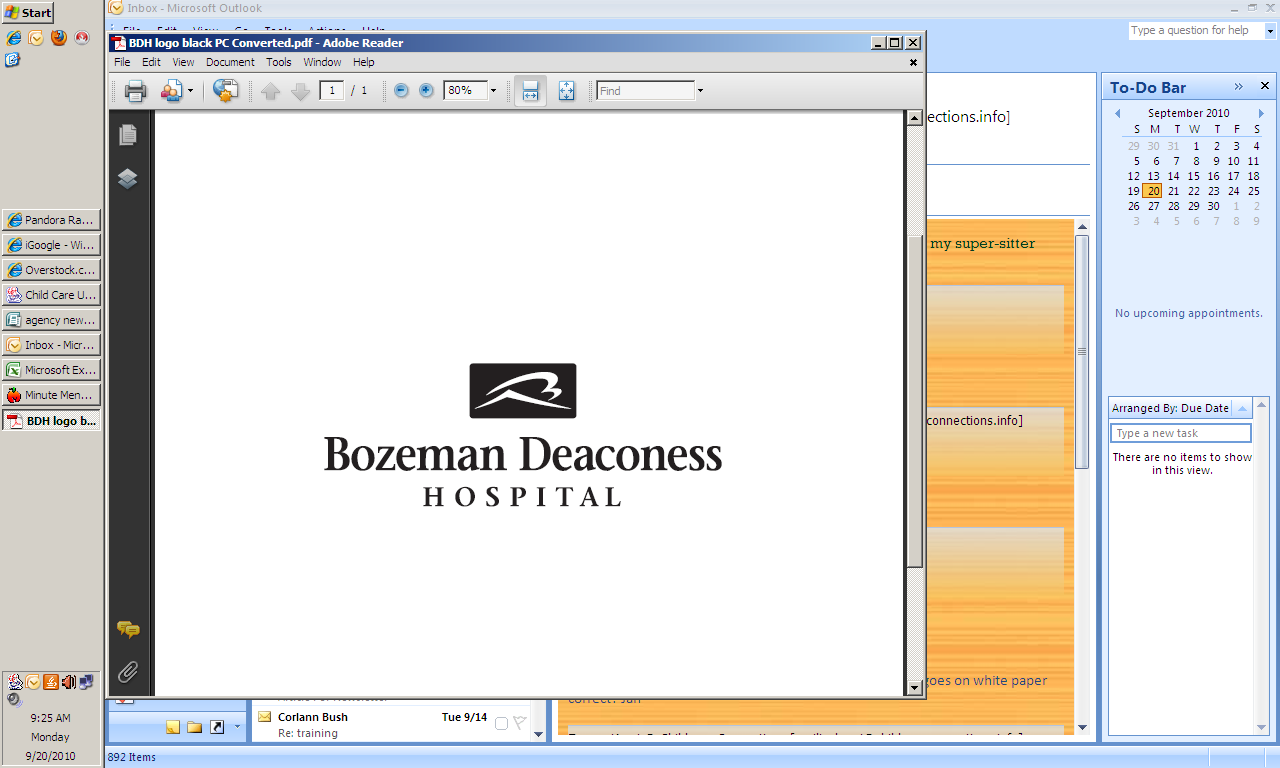 Start
Inbox - Microsoft Outlook
Type a question for help
BDH logo black PC Converted.pdf - Adobe Reader
File Edit View Document Tools Window Help
1 / 1
80%
Find
Bozeman Deaconess
HOSPITAL
Pandora Ra...
iGoogle - Wi...
Overstock.c...
Child Care U...
agency new...
Inbox - Micr...
Microsoft Ex...
Minute Men...
BDH logo b...
9:25 AM
Monday
9/20/2010
nections.info]
my super-sitter
connections.info]
goes on white paper
Corlann Bush
Tue 9/14
Re: training
892 Items
To-Do Bar
September 2010
S M T W T F S
29 30 31 1 2 3 4
5 6 7 8 9 10 11
12 13 14 15 16 17 18
19 20 21 22 23 24 25
26 27 28 29 30 1 2
3 4 5 6 7 8 9
No upcoming appointments.
Arranged By: Due Date
Type a new task
There are no items to show
in this view.